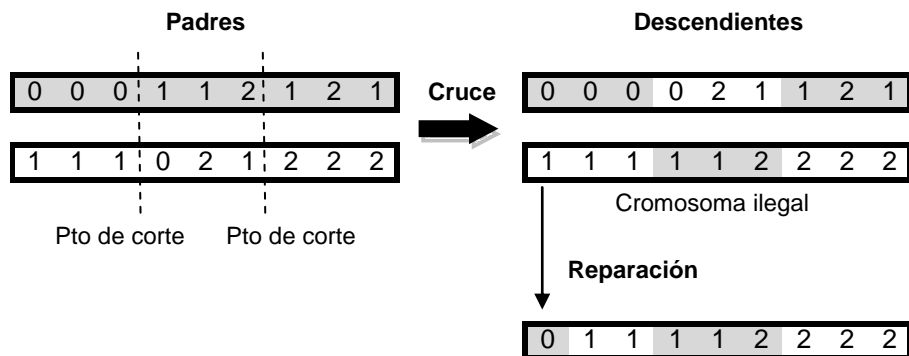 Padres
Descendientes
0 0 0 1 1 2 1 2 1
Cruce
0 0 0 0 2 1 1 2 1
1 1 1 0 2 1 2 2 2
1 1 1 1 1 2 2 2 2
Cromosoma ilegal
Pto de corte
Pto de corte
Reparación
0 1 1 1 1 2 2 2 2